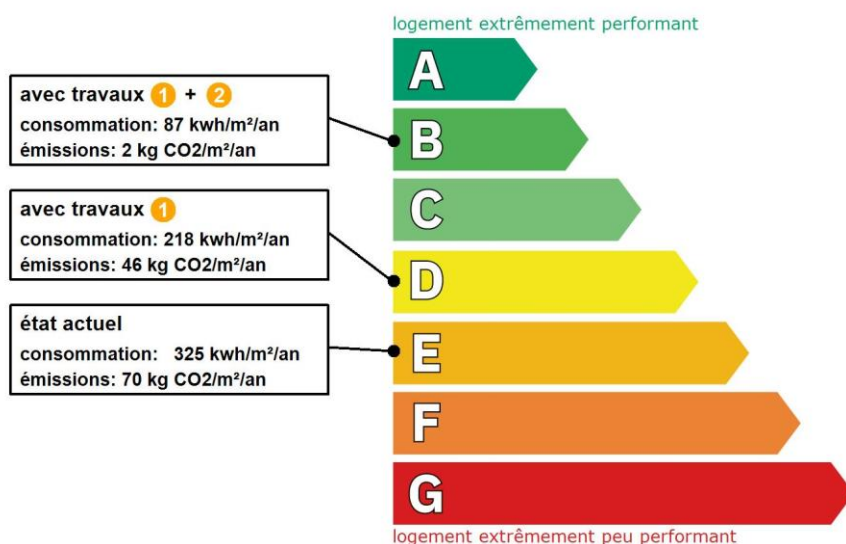 logement extrêmement performant
A
avec travaux 1 + 2
consommation: 87 kwh/m²/an
émissions: 2 kg CO2/m²/an
B
C
avec travaux 1
consommation: 218 kwh/m²/an
émissions: 46 kg CO2/m²/an
D
état actuel
consommation: 325 kwh/m²/an
émissions: 70 kg CO2/m²/an
E
F
G
logement extrêmement peu performant